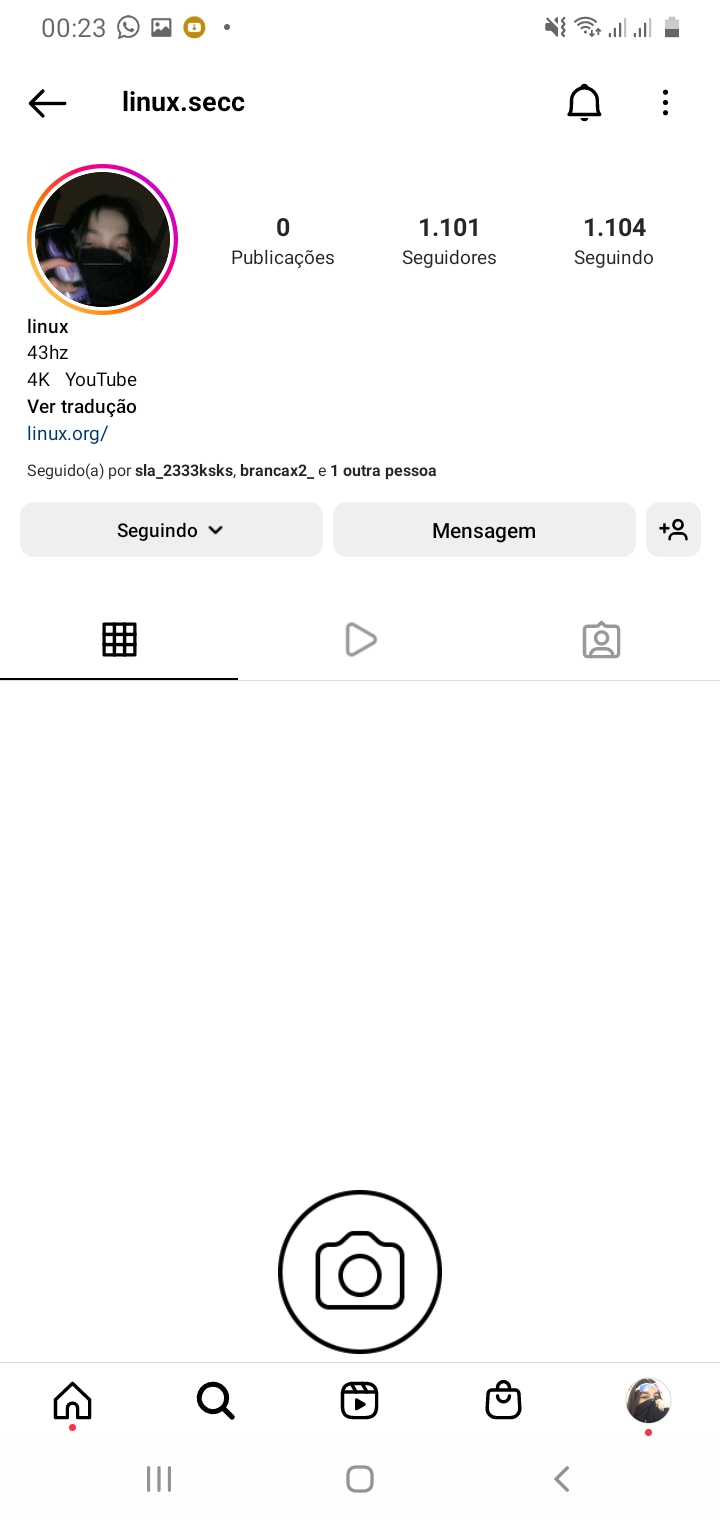 00:23
linux.secc
0 1.101 1.104
Publicações Seguidores Seguindo
linux
43hz
4K YouTube
Ver tradução
linux.org/
Seguido(a) por sla_2333ksks, brancax2_ e 1 outra pessoa
Seguindo Mensagem